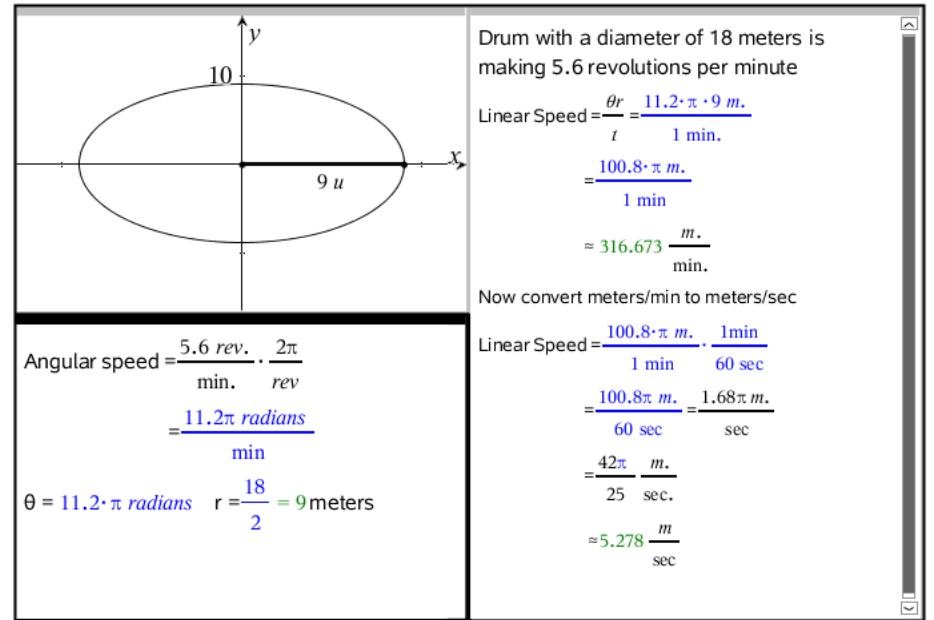 y
10
x
9 u
Angular speed = 5.6 rev./min. · 2π/rev
= 11.2π radians/min
θ = 11.2· π radians r = 18/2 = 9 meters
Drum with a diameter of 18 meters is
making 5.6 revolutions per minute
Linear Speed = θr/t = 11.2· π ·9 m./1 min.
= 100.8· π m./1 min
≈ 316.673 m./min.
Now convert meters/min to meters/sec
Linear Speed = 100.8· π m./1 min · 1min/60 sec
= 100.8π m./60 sec = 1.68π m./sec
= 42π/25 m./sec.
≈5.278 m/sec